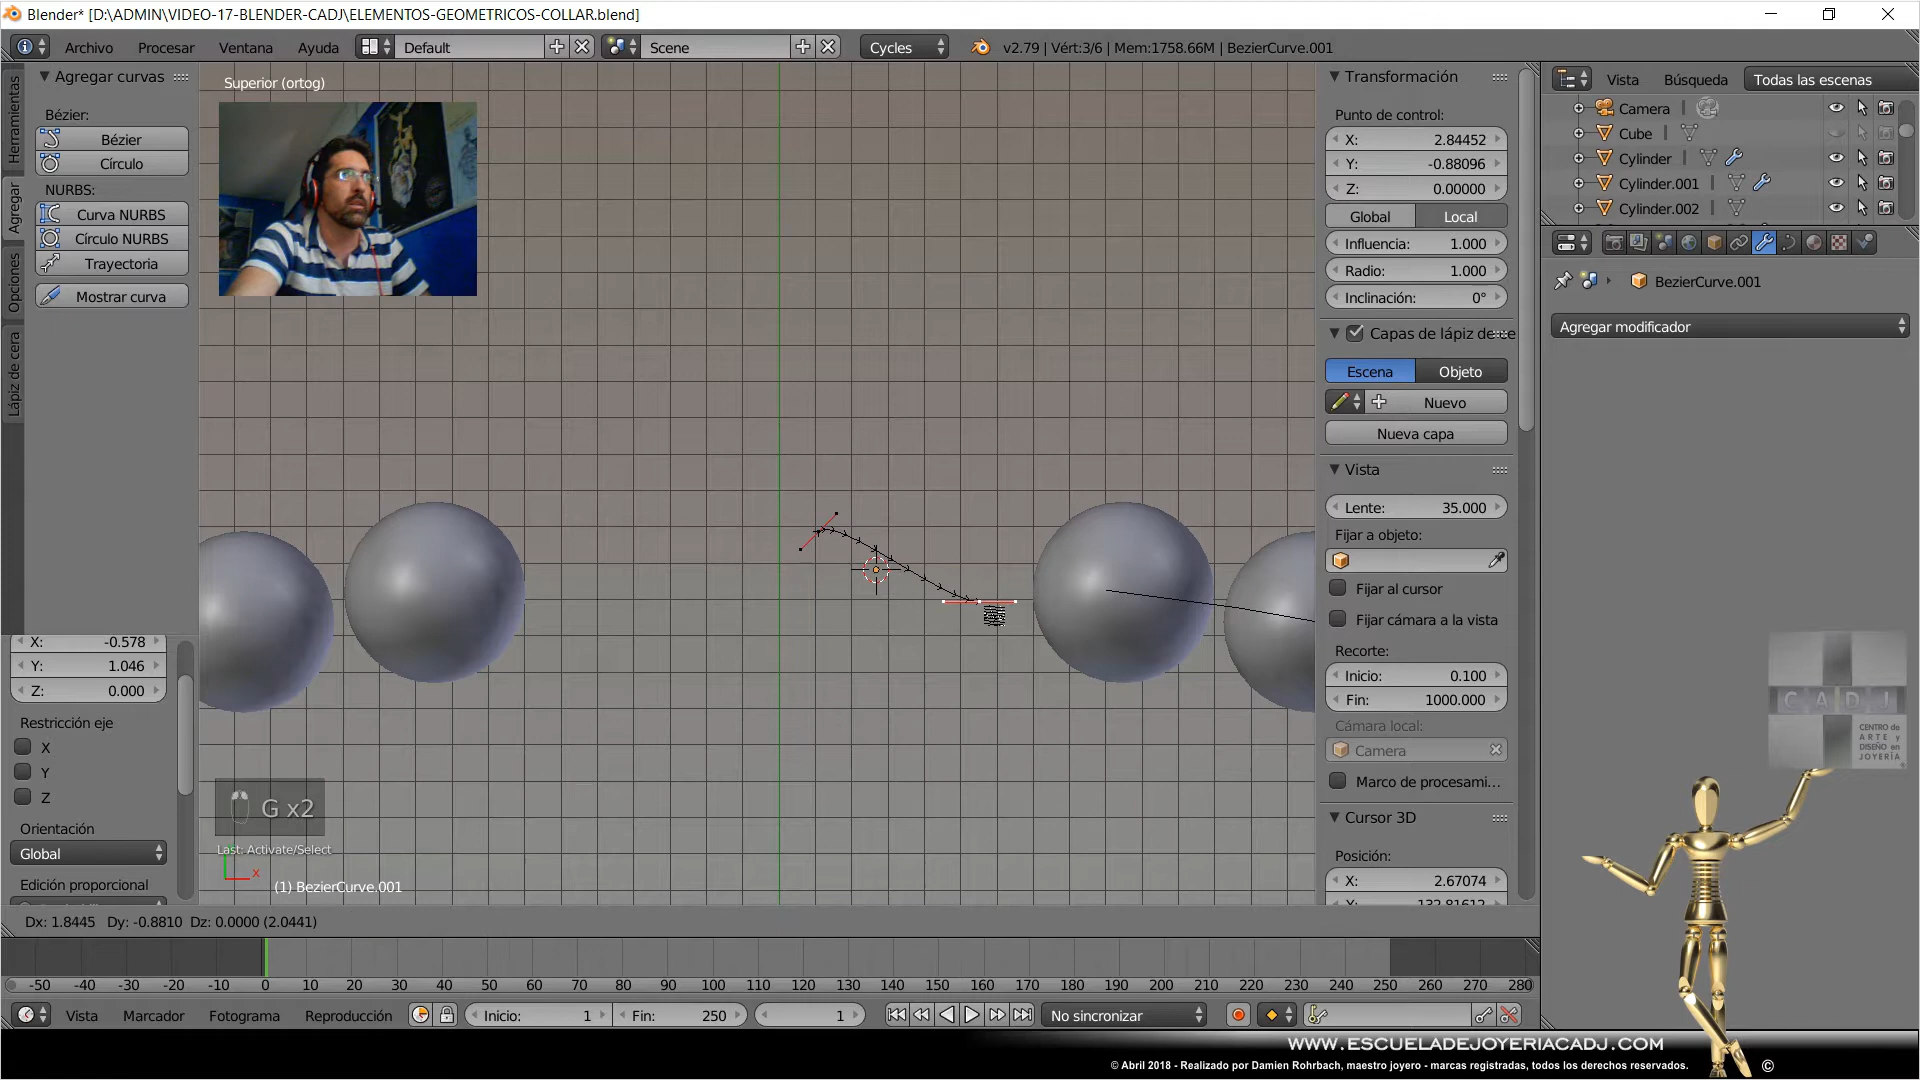 Blender* [D:\ADMIN\VIDEO-17-BLENDER-CADJ\ELEMENTOS-GEOMETRICOS-COLLAR.blend]
Archivo Procesar Ventana Ayuda Default Scene Cycles v2.79 | Vért:3/6 | Mem:1758.66M | BezierCurve.001
Herramientas
Agregar
Opciones
Lápiz de cera
Agregar curvas
Bézier:
Bézier
Círculo
NURBS:
Curva NURBS
Círculo NURBS
Trayectoria
Mostrar curva
X: -0.578
Y: 1.046
Z: 0.000
Restricción eje
X
Y
Z
Orientación
Global
Edición proporcional
Superior (ortog)
G x2
Last: Activate/Select
x
(1) BezierCurve.001
Dx: 1.8445 Dy: -0.8810 Dz: 0.0000 (2.0441)
Transformación
Punto de control:
X: 2.84452
Y: -0.88096
Z: 0.00000
Global Local
Influencia: 1.000
Radio: 1.000
Inclinación: 0°
Capas de lápiz de ce
Escena Objeto
Nuevo
Nueva capa
Vista
Lente: 35.000
Fijar a objeto:
Fijar al cursor
Fijar cámara a la vista
Recorte:
Inicio: 0.100
Fin: 1000.000
Cámara local:
Camera
Marco de procesami...
Cursor 3D
Posición:
X: 2.67074
Y: 132.81612
Vista Búsqueda Todas las escenas
Camera
Cube
Cylinder
Cylinder.001
Cylinder.002
BezierCurve.001
Agregar modificador
CADJ
CENTRO de
ARTE y
DISEÑO en
JOYERÍA
-50 -40 -30 -20 -10 0 10 20 30 40 50 60 70 80 90 100 110 120 130 140 150 160 170 180 190 200 210 220 230 240 250 260 270 280
Vista Marcador Fotograma Reproducción Inicio: 1 Fin: 250 1 No sincronizar
WWW.ESCUELADEJOYERIACADJ.COM
© Abril 2018 - Realizado por Damien Rohrbach, maestro joyero - marcas registradas, todos los derechos reservados. ©